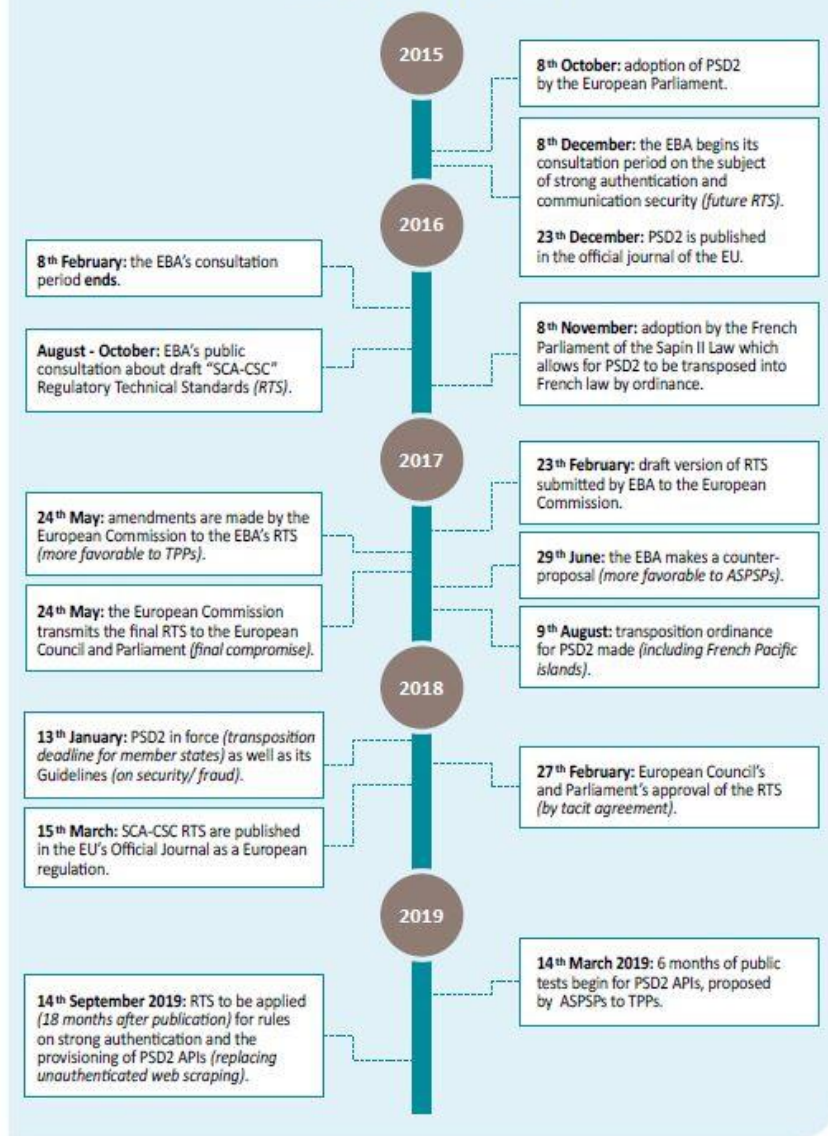 2015
8th October: adoption of PSD2
by the European Parliament.
8th December: the EBA begins its
consultation period on the subject
of strong authentication and
communication security (future RTS).
23th December: PSD2 is published
in the official journal of the EU.
2016
8th February: the EBA's consultation
period ends.
August - October: EBA's public
consultation about draft "SCA-CSC"
Regulatory Technical Standards (RTS).
8th November: adoption by the French
Parliament of the Sapin II Law which
allows for PSD2 to be transposed into
French law by ordinance.
2017
23th February: draft version of RTS
submitted by EBA to the European
Commission.
24th May: amendments are made by the
European Commission to the EBA's RTS
(more favorable to TPPs).
29th June: the EBA makes a counter-
proposal (more favorable to ASPSPs).
24th May: the European Commission
transmits the final RTS to the European
Council and Parliament (final compromise).
9th August: transposition ordinance
for PSD2 made (including French Pacific
islands).
2018
13th January: PSD2 in force (transposition
deadline for member states) as well as its
Guidelines (on security/ fraud).
27th February: European Council's
and Parliament's approval of the RTS
(by tacit agreement).
15th March: SCA-CSC RTS are published
in the EU's Official Journal as a European
regulation.
2019
14th March 2019: 6 months of public
tests begin for PSD2 APIs, proposed
by ASPSPs to TPPs.
14th September 2019: RTS to be applied
(18 months after publication) for rules
on strong authentication and the
provisioning of PSD2 APIs (replacing
unauthenticated web scraping).